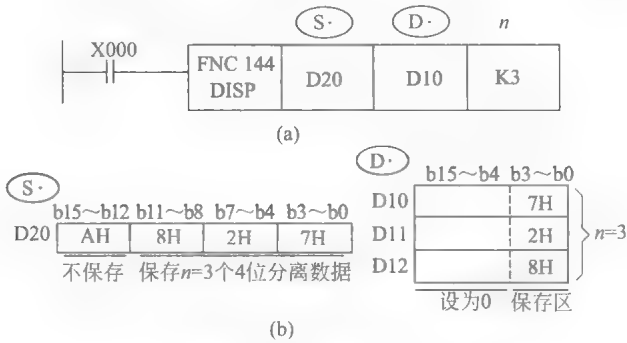 S· D· n
X000
FNC 144
DISP
D20
D10
K3
(a)
S·
b15～b12 b11～b8 b7～b4 b3～b0
D20 AH 8H 2H 7H
不保存 保存n=3个4位分离数据
D·
b15～b4 b3～b0
D10 7H
D11 2H
D12 8H
n=3
设为0 保存区
(b)